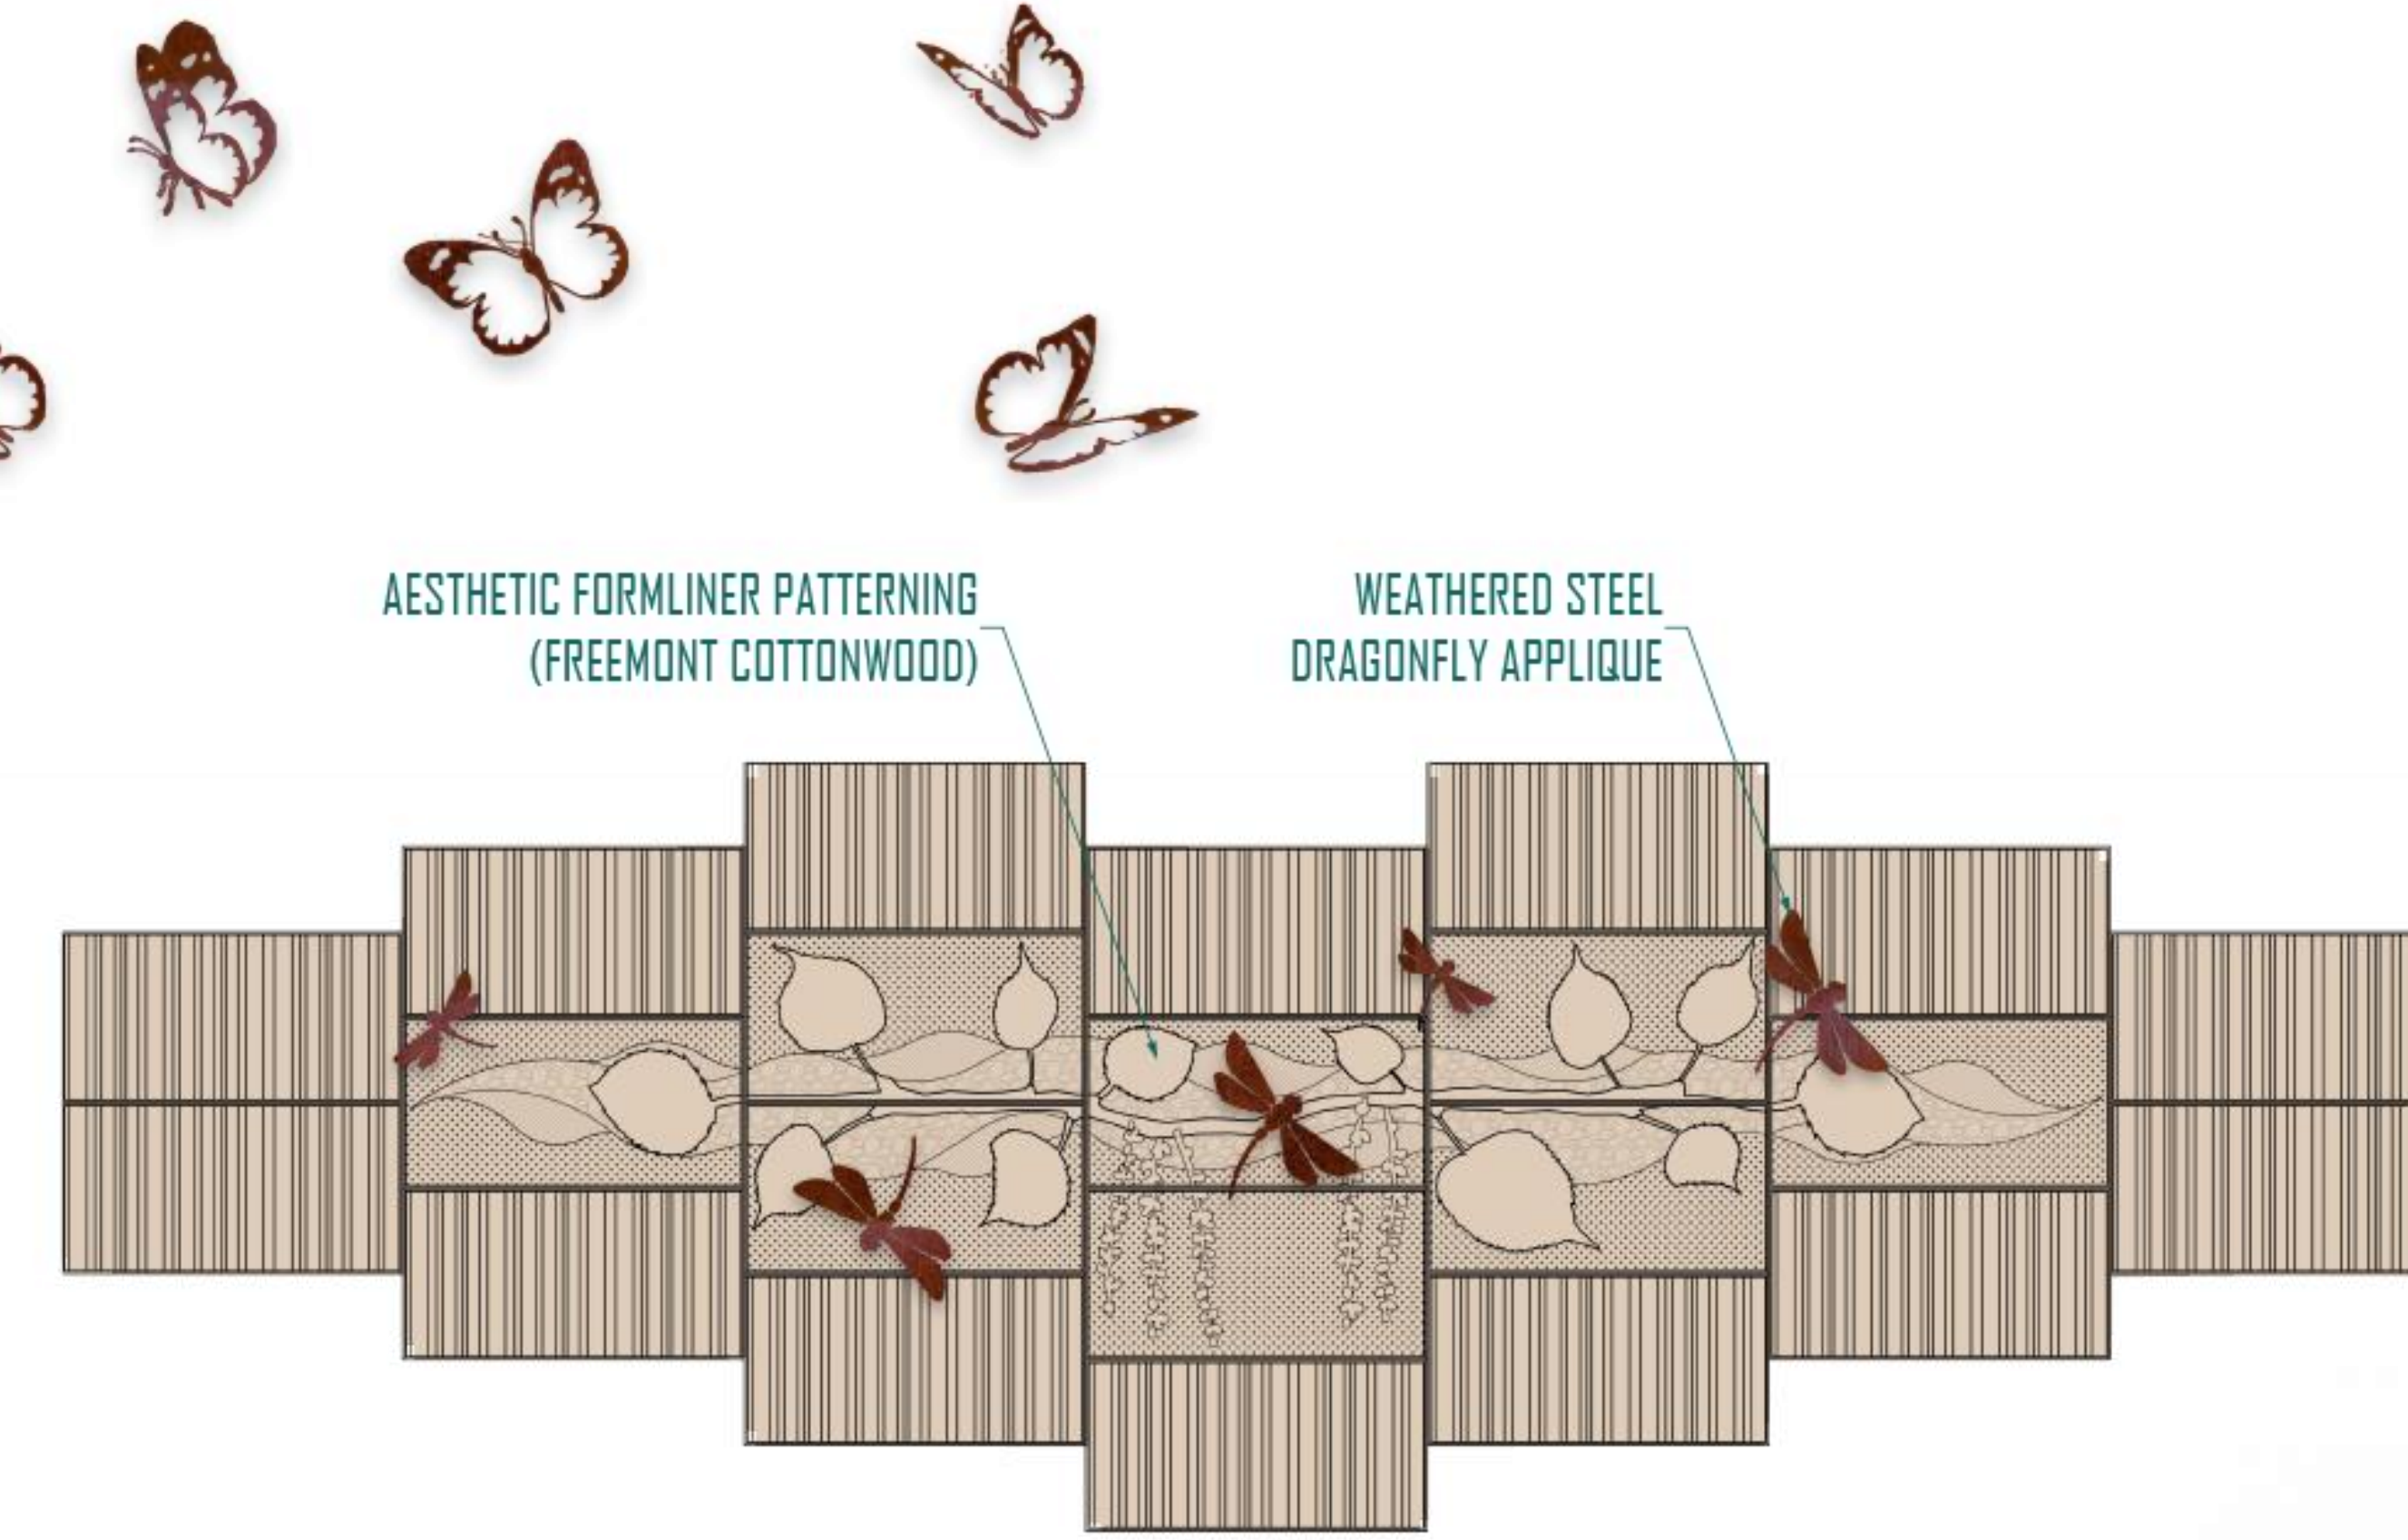 AESTHETIC FORMLINER PATTERNING
(FREEMONT COTTONWOOD)
WEATHERED STEEL
DRAGONFLY APPLIQUE